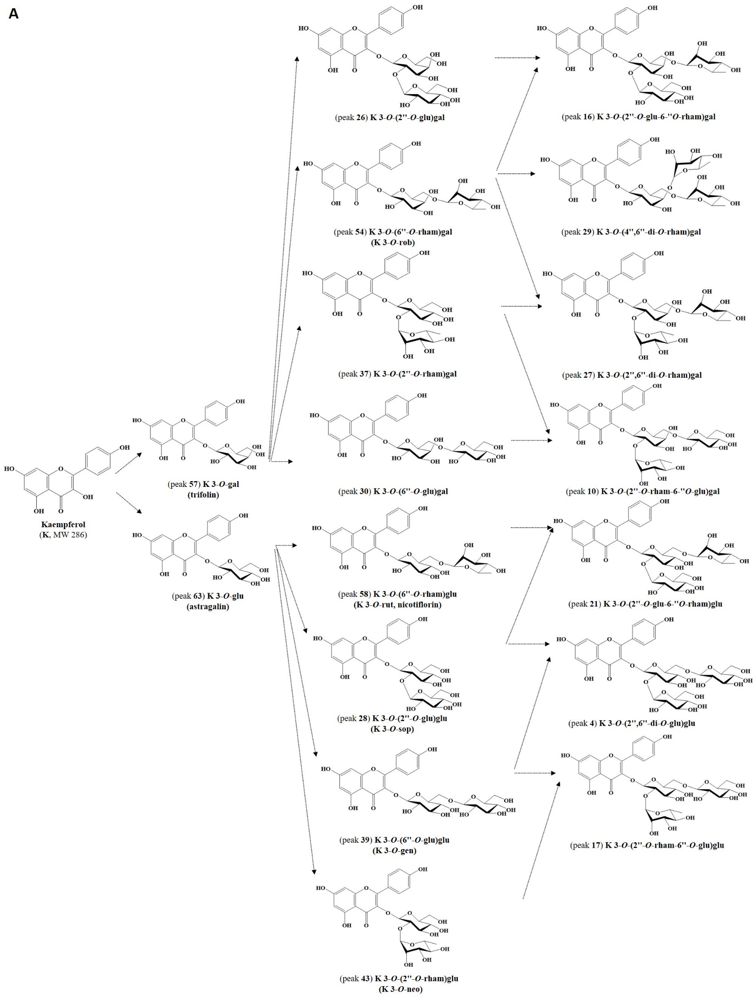 A
Kaempferol
(K, MW 286)
(peak 57) K 3-O-gal
(trifolin)
(peak 63) K 3-O-glu
(astragalin)
(peak 26) K 3-O-(2''-O-glu)gal
(peak 54) K 3-O-(6''-O-rham)gal
(K 3-O-rob)
(peak 37) K 3-O-(2''-O-rham)gal
(peak 30) K 3-O-(6''-O-glu)gal
(peak 58) K 3-O-(6''-O-rham)glu
(K 3-O-rut, nicotiflorin)
(peak 28) K 3-O-(2''-O-glu)glu
(K 3-O-sop)
(peak 39) K 3-O-(6''-O-glu)glu
(K 3-O-gen)
(peak 43) K 3-O-(2''-O-rham)glu
(K 3-O-neo)
(peak 16) K 3-O-(2''-O-glu-6-''O-rham)gal
(peak 29) K 3-O-(4'',6''-di-O-rham)gal
(peak 27) K 3-O-(2'',6''-di-O-rham)gal
(peak 10) K 3-O-(2''-O-rham-6-''O-glu)gal
(peak 21) K 3-O-(2''-O-glu-6-''O-rham)glu
(peak 4) K 3-O-(2'',6''-di-O-glu)glu
(peak 17) K 3-O-(2''-O-rham-6''-O-glu)glu